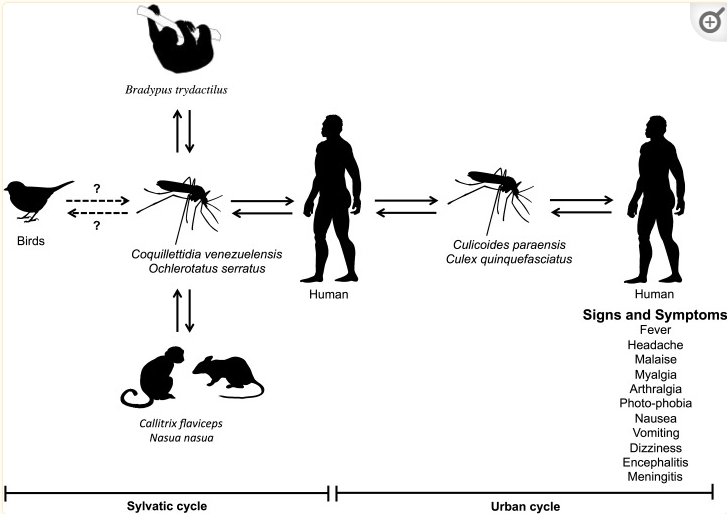 Bradypus trydactilus
?
?
Birds
Coquillettidia venezuelensis
Ochlerotatus serratus
Human
Culicoides paraensis
Culex quinquefasciatus
Human
Signs and Symptoms
Fever
Headache
Malaise
Myalgia
Arthralgia
Photo-phobia
Nausea
Vomiting
Dizziness
Encephalitis
Meningitis
Callitrix flaviceps
Nasua nasua
Sylvatic cycle
Urban cycle